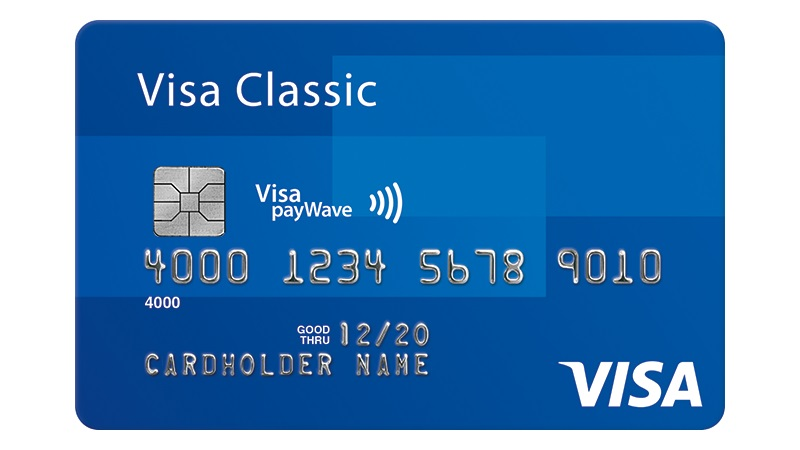 Visa Classic
Visa
payWave
4000 1234 5678 9010
4000
GOOD
THRU 12/20
CARDHOLDER NAME
VISA